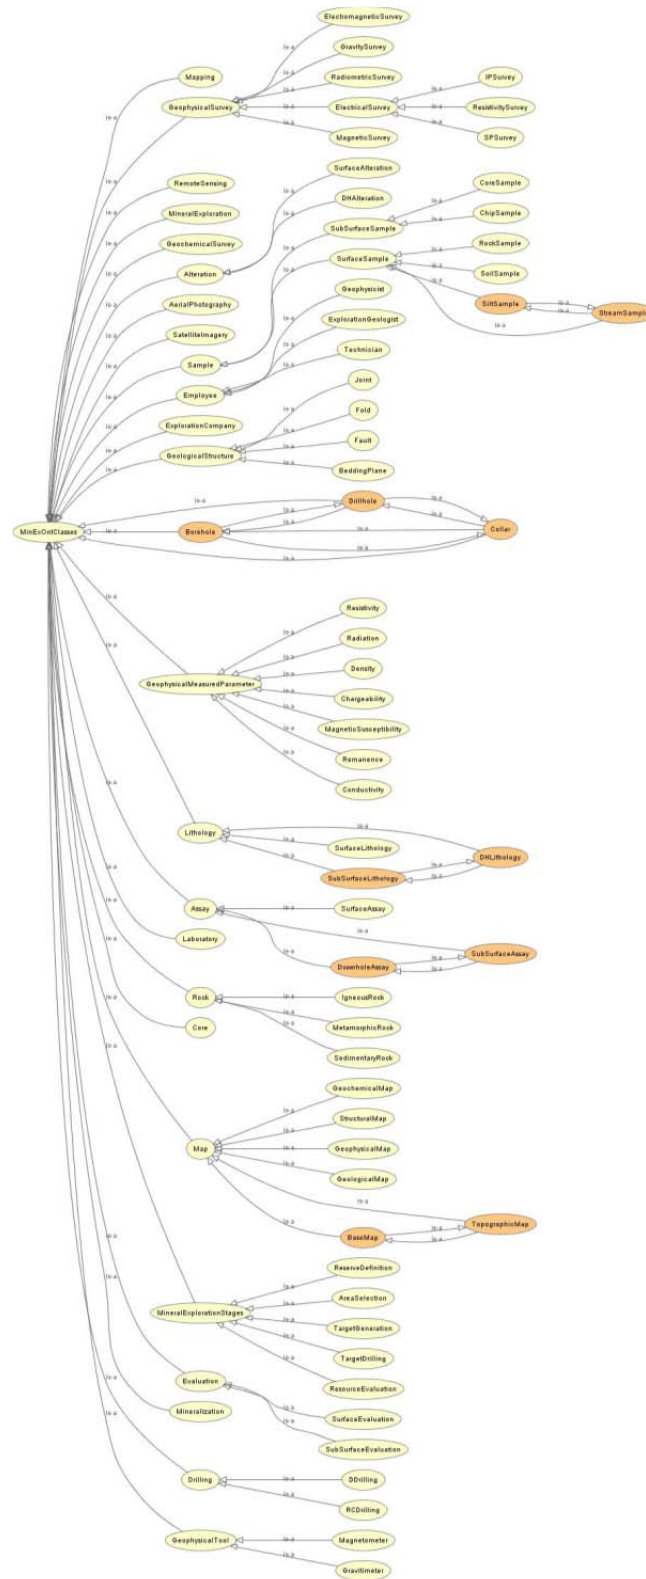 ElectromagneticSurvey
GravitySurvey
Mapping
RadiometricSurvey
IPSurvey
GeophysicalSurvey
ElectricalSurvey
ResistivitySurvey
MagneticSurvey
SPSurvey
SurfaceAlteration
RemoteSensing
CoreSample
DHAlteration
MineralExploration
ChipSample
SubSurfaceSample
GeochemicalSurvey
RockSample
SurfaceSample
Alteration
SoilSample
Geophysicist
AerialPhotography
SiltSample
StreamSample
ExplorationGeologist
SatelliteImagery
Technician
Sample
Joint
Employee
Fold
ExplorationCompany
Fault
GeologicalStructure
BeddingPlane
Drillhole
MinExOntClasses
Borehole
Collar
Resistivity
Radiation
Density
GeophysicalMeasuredParameter
Chargeability
MagneticSusceptibility
Remanence
Conductivity
Lithology
SurfaceLithology
DHLithology
SubSurfaceLithology
Assay
SurfaceAssay
Laboratory
SubSurfaceAssay
DownholeAssay
Rock
IgneousRock
Core
MetamorphicRock
SedimentaryRock
GeochemicalMap
StructuralMap
Map
GeophysicalMap
GeologicalMap
TopographicMap
BaseMap
ReserveDefinition
AreaSelection
MineralExplorationStages
TargetGeneration
TargetDrilling
Evaluation
ResourceEvaluation
Mineralization
SurfaceEvaluation
SubSurfaceEvaluation
Drilling
DDrilling
RCDrilling
GeophysicalTool
Magnetometer
Gravitimeter